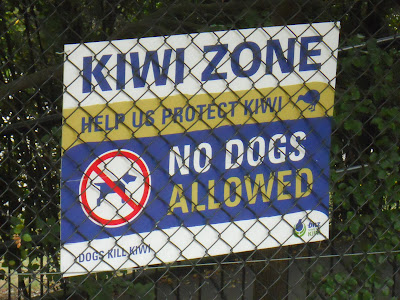 KIWI ZONE
HELP US PROTECT KIWI
NO DOGS
ALLOWED
DOGS KILL KIWI